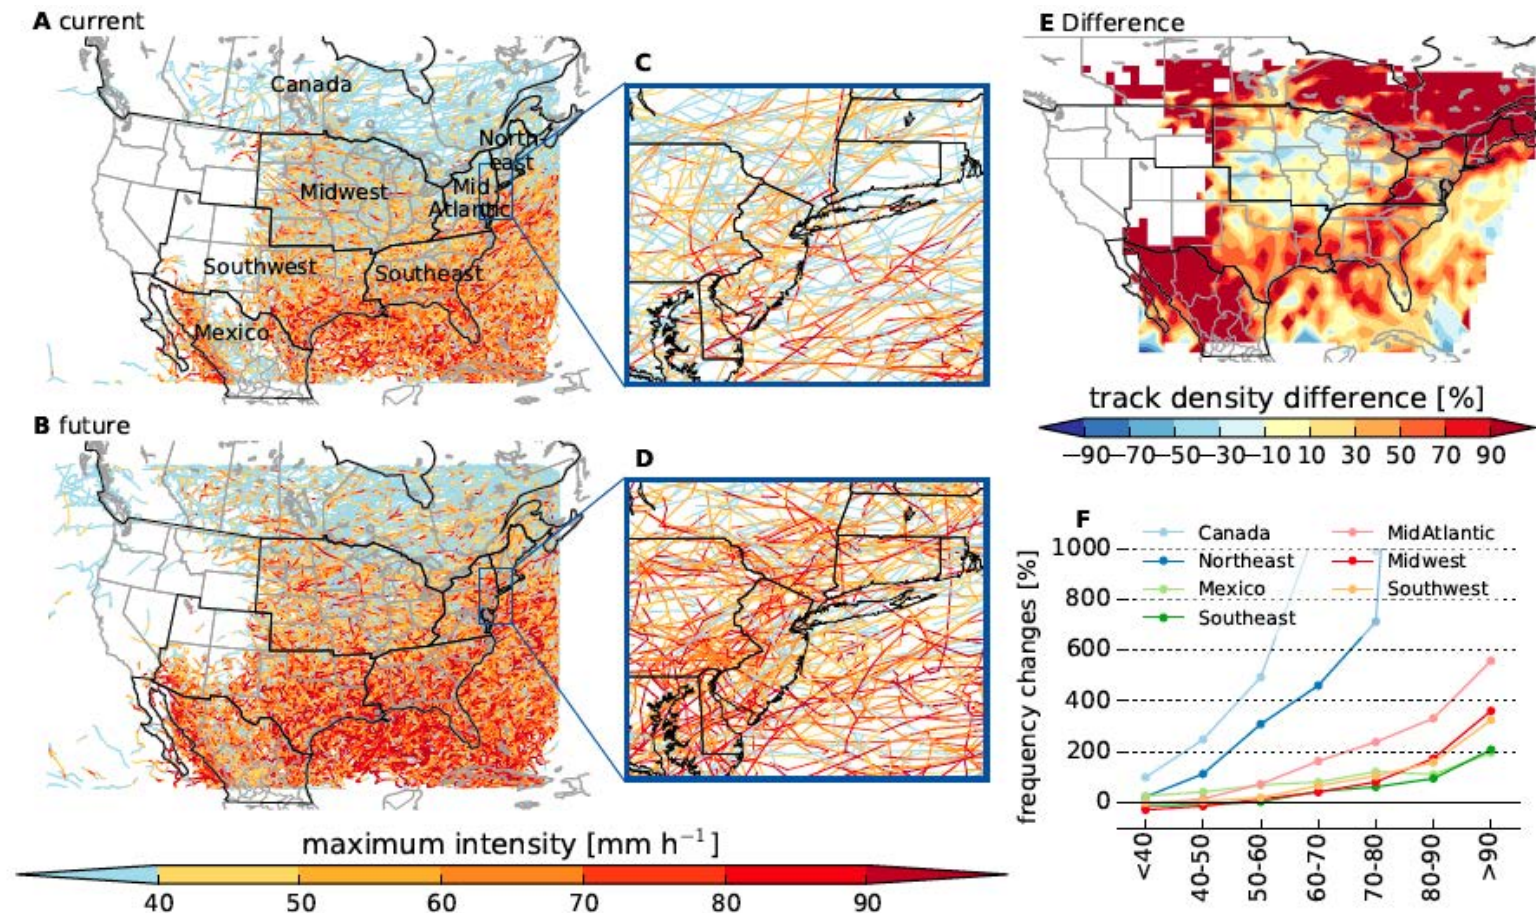 A current
Canada
North-
east
Midwest
Mid
Atlantic
Southwest
Southeast
Mexico
C
E Difference
track density difference [%]
−90−70−50−30−10 10 30 50 70 90
B future
D
maximum intensity [mm h⁻¹]
40 50 60 70 80 90
F
frequency changes [%]
1000
800
600
400
200
0
Canada
Northeast
Mexico
Southeast
MidAtlantic
Midwest
Southwest
<40 40-50 50-60 60-70 70-80 80-90 >90